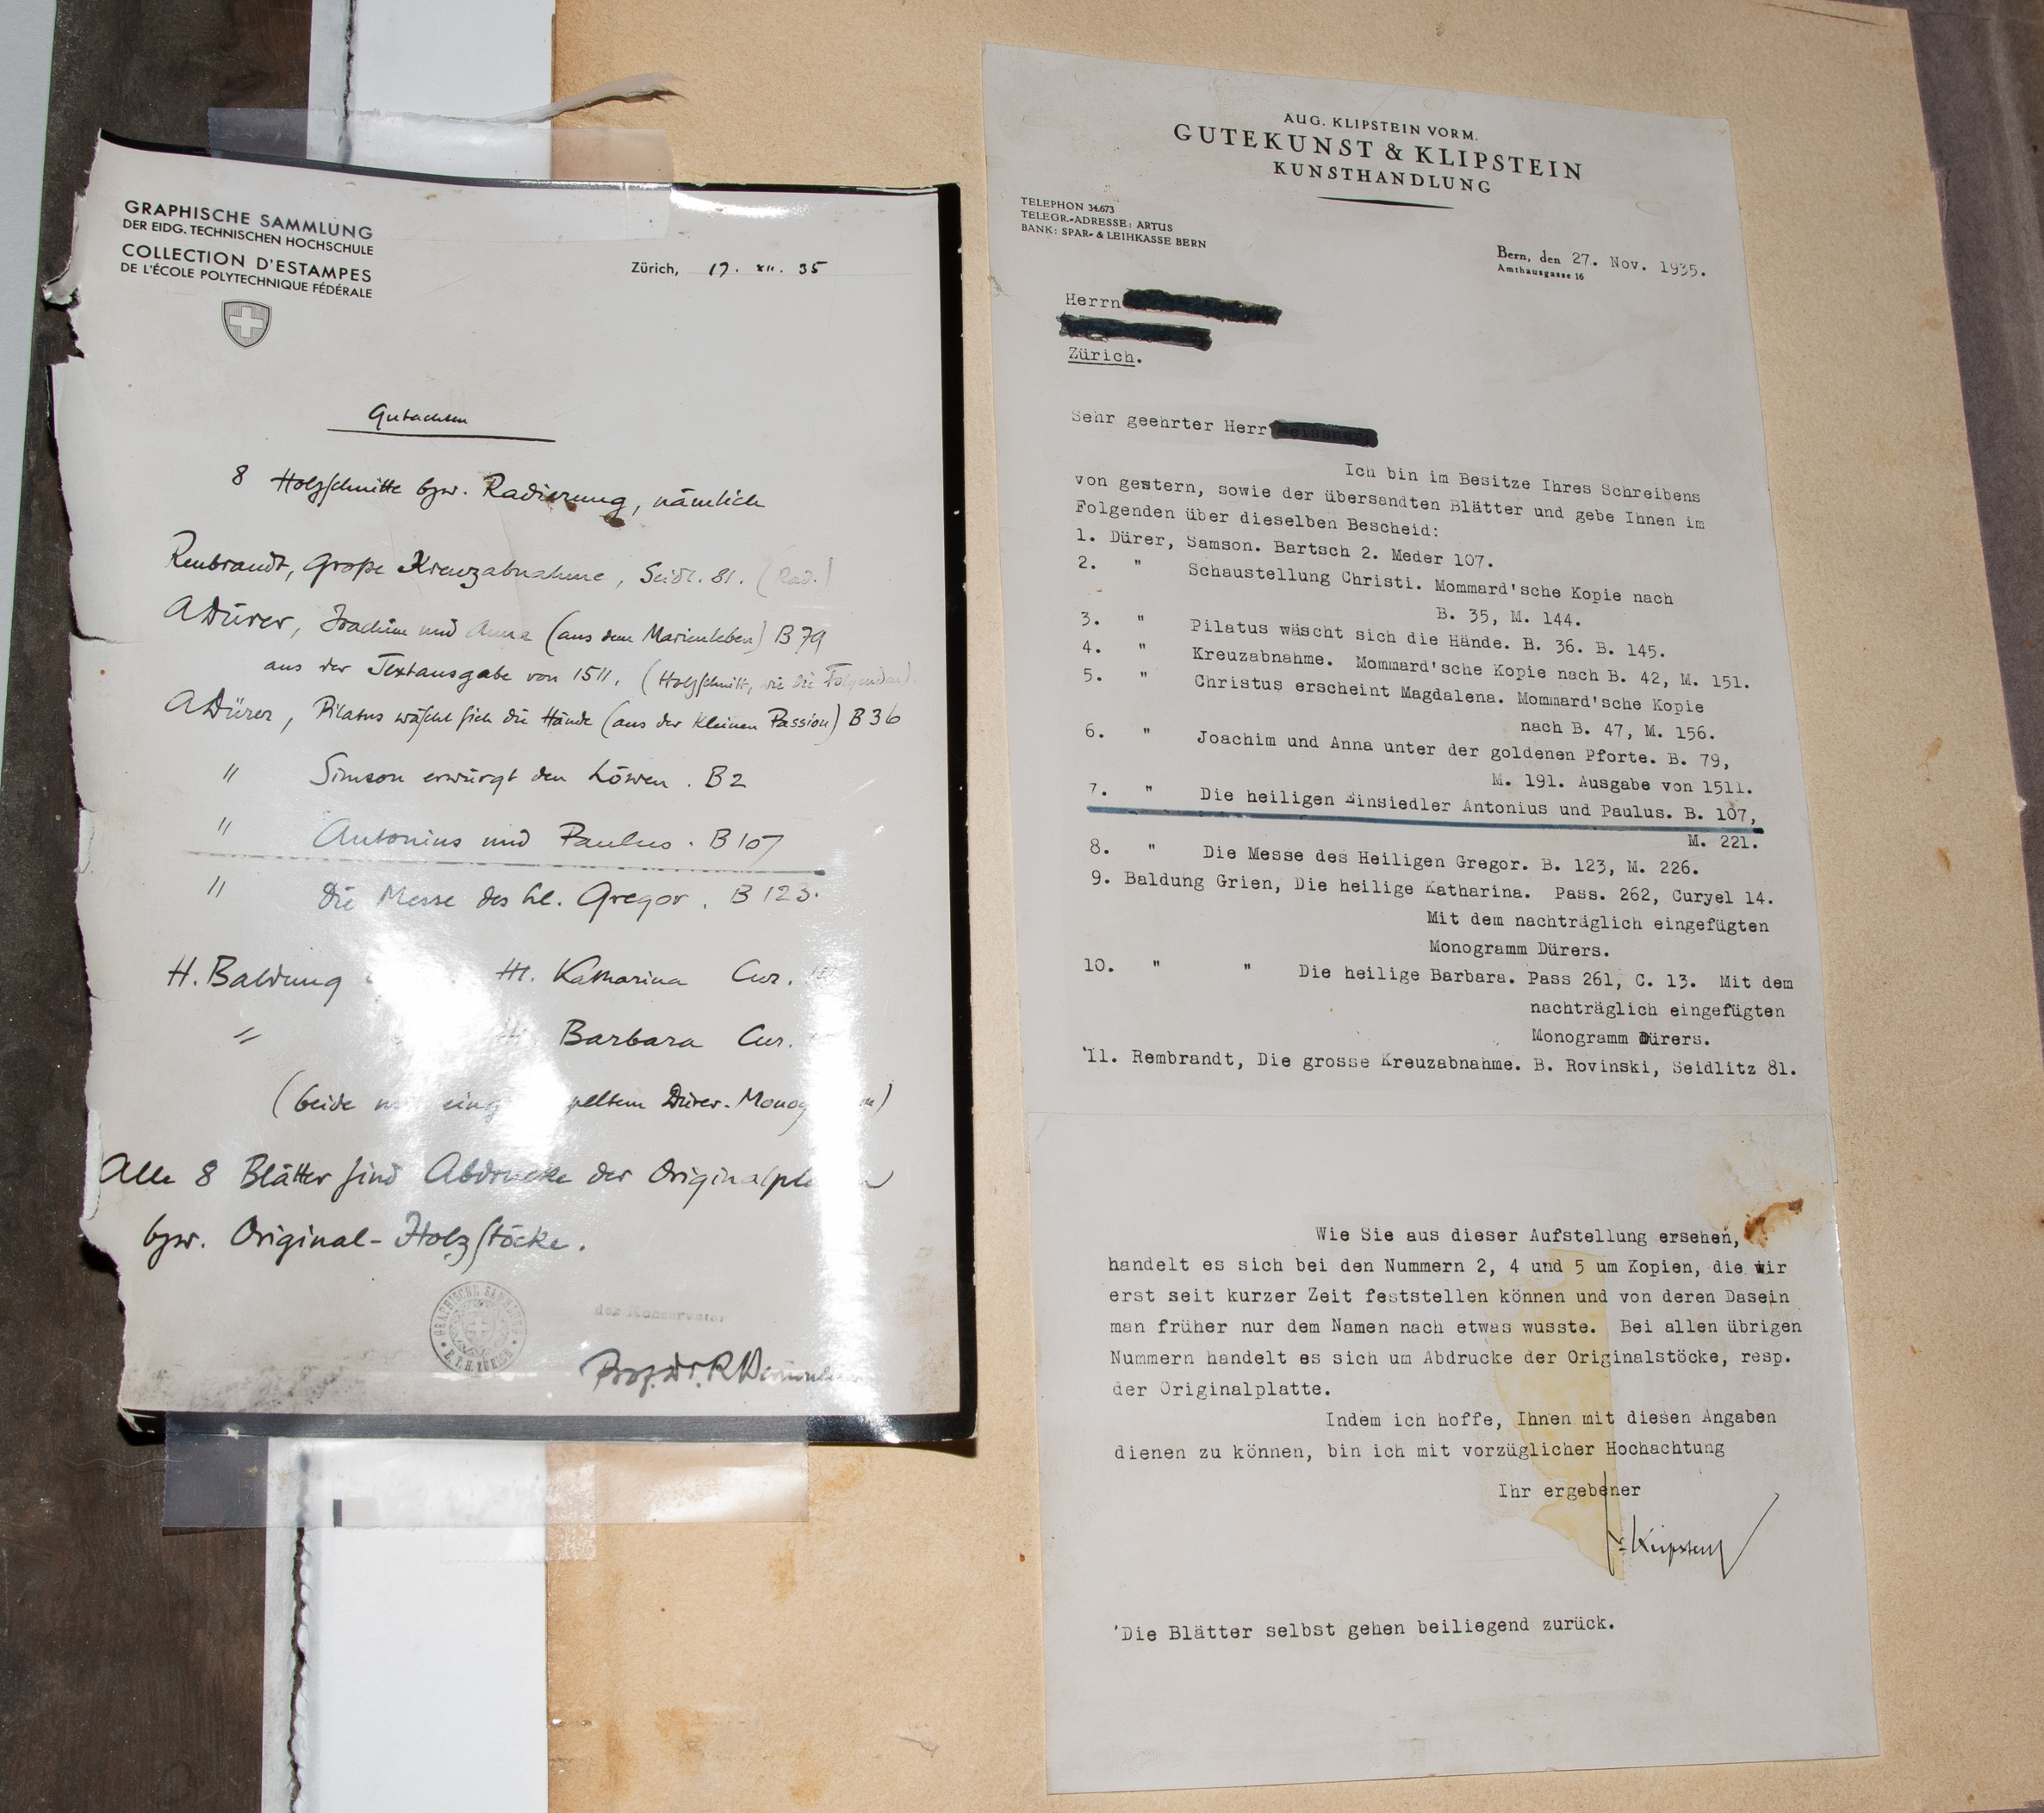 GRAPHISCHE SAMMLUNG
DER EIDG. TECHNISCHEN HOCHSCHULE
COLLECTION D'ESTAMPES
DE L'ÉCOLE POLYTECHNIQUE FÉDÉRALE
Zürich, 17. XII. 35
Gutachten
8 Holzschnitte bzw. Radierung, nämlich
Rembrandt, Große Kreuzabnahme, Seidl. 81. (Rad.)
A Dürer, Joachim und Anna (aus dem Marienleben) B 79
aus der Textausgabe von 1511. (Holzschnitt, wie die Folgenden)
A Dürer, Pilatus wäscht sich die Hände (aus der Kleinen Passion) B 36
" Simson erwürgt den Löwen. B 2
" Antonius und Paulus. B 107
" Die Messe des hl. Gregor. B 123.
H. Baldung Hl. Katharina Cur.
" Barbara Cur.
(beide Dürer-Monog
Alle 8 Blätter sind Abdrucke der
bzw. Original-Holzstöcke.
GRAPHISCHE SAMMLUNG
E.T.H. ZÜRICH
der Konservator
Prof. Dr. R
AUG. KLIPSTEIN VORM.
GUTEKUNST & KLIPSTEIN
KUNSTHANDLUNG
TELEPHON 34.673
TELEGR.-ADRESSE: ARTUS
BANK: SPAR- & LEIHKASSE BERN
Bern, den 27. Nov. 1935.
Amthausgasse 16
Herrn
Zürich.
Sehr geehrter Herr
Ich bin im Besitze Ihres Schreibens
von gestern, sowie der übersandten Blätter und gebe Ihnen im
Folgenden über dieselben Bescheid:
1. Dürer, Samson. Bartsch 2. Meder 107.
2. " Schaustellung Christi. Mommard'sche Kopie nach
B. 35, M. 144.
3. " Pilatus wäscht sich die Hände. B. 36. B. 145.
4. " Kreuzabnahme. Mommard'sche Kopie nach B. 42, M. 151.
5. " Christus erscheint Magdalena. Mommard'sche Kopie
nach B. 47, M. 156.
6. " Joachim und Anna unter der goldenen Pforte. B. 79,
M. 191. Ausgabe von 1511.
7. " Die heiligen Einsiedler Antonius und Paulus. B. 107,
M. 221.
8. " Die Messe des Heiligen Gregor. B. 123, M. 226.
9. Baldung Grien, Die heilige Katharina. Pass. 262, Curyel 14.
Mit dem nachträglich eingefügten
Monogramm Dürers.
10. " " Die heilige Barbara. Pass 261, C. 13. Mit dem
nachträglich eingefügten
Monogramm Dürers.
11. Rembrandt, Die grosse Kreuzabnahme. B. Rovinski, Seidlitz 81.
Wie Sie aus dieser Aufstellung ersehen,
handelt es sich bei den Nummern 2, 4 und 5 um Kopien, die wir
erst seit kurzer Zeit feststellen können und von deren Dasein
man früher nur dem Namen nach etwas wusste. Bei allen übrigen
Nummern handelt es sich um Abdrucke der Originalstöcke, resp.
der Originalplatte.
Indem ich hoffe, Ihnen mit diesen Angaben
dienen zu können, bin ich mit vorzüglicher Hochachtung
Ihr ergebener
Klipstein
Die Blätter selbst gehen beiliegend zurück.